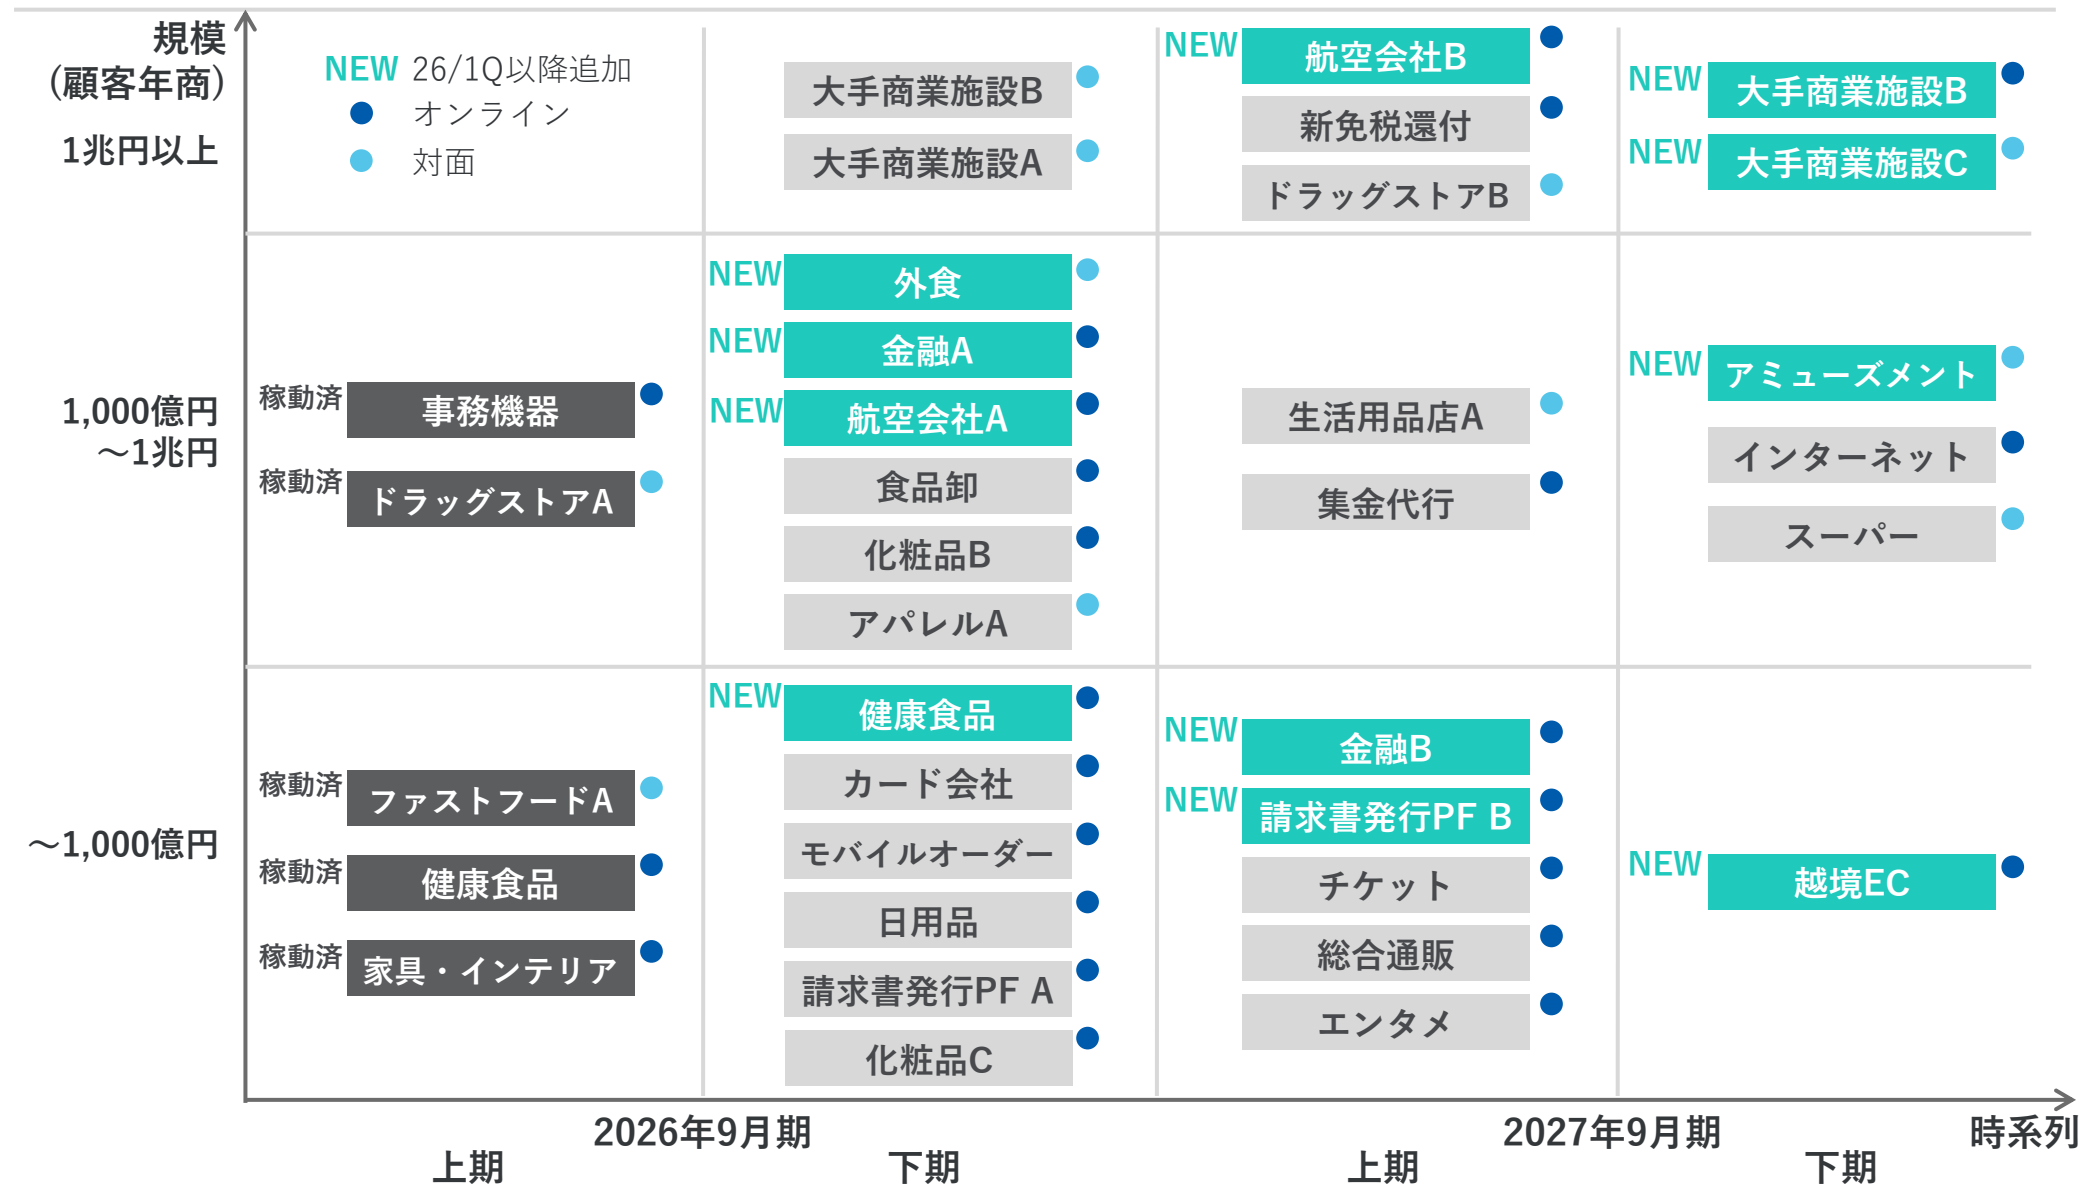 規模
(顧客年商)
1兆円以上
NEW 26/1Q以降追加
オンライン
対面
大手商業施設B
大手商業施設A
NEW 航空会社B
新免税還付
ドラッグストアB
NEW 大手商業施設B
NEW 大手商業施設C
1,000億円
～1兆円
稼動済 事務機器
稼動済 ドラッグストアA
NEW 外食
NEW 金融A
NEW 航空会社A
食品卸
化粧品B
アパレルA
生活用品店A
集金代行
NEW アミューズメント
インターネット
スーパー
～1,000億円
稼動済 ファストフードA
稼動済 健康食品
稼動済 家具・インテリア
NEW 健康食品
カード会社
モバイルオーダー
日用品
請求書発行PF A
化粧品C
NEW 金融B
NEW 請求書発行PF B
チケット
総合通販
エンタメ
NEW 越境EC
2026年9月期
2027年9月期
時系列
上期
下期
上期
下期